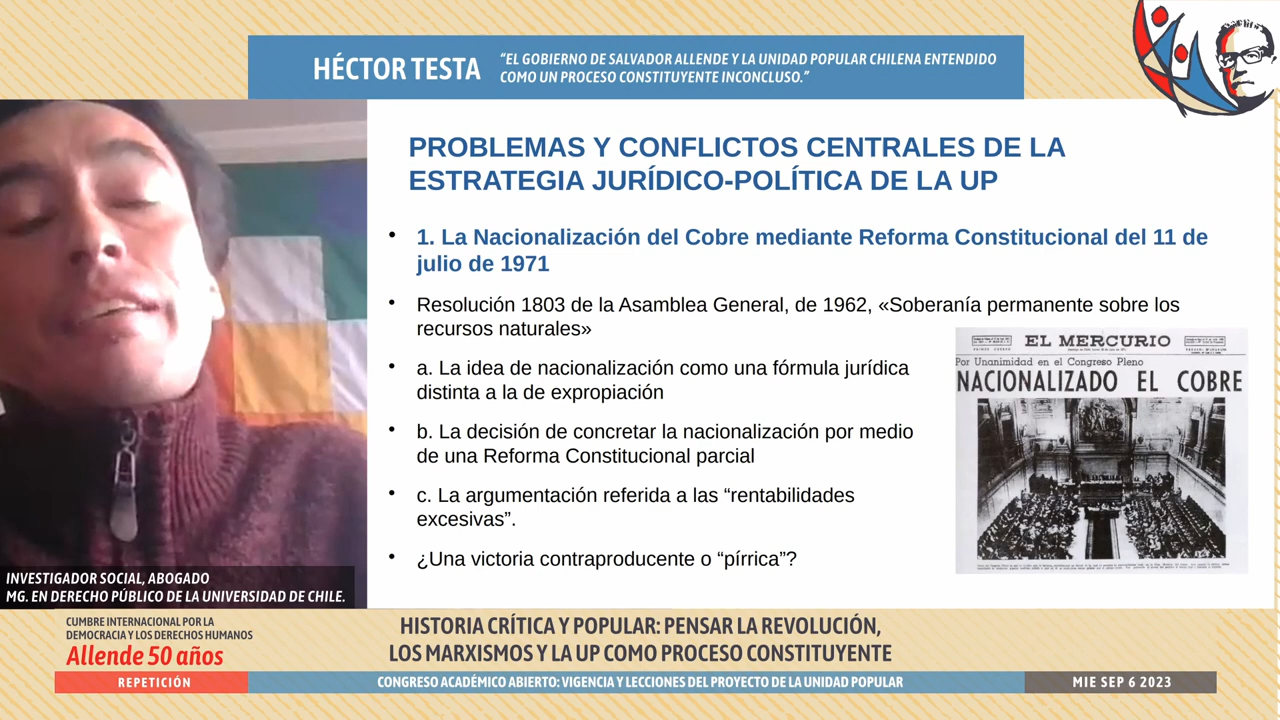 HÉCTOR TESTA
“EL GOBIERNO DE SALVADOR ALLENDE Y LA UNIDAD POPULAR CHILENA ENTENDIDO
COMO UN PROCESO CONSTITUYENTE INCONCLUSO.”
PROBLEMAS Y CONFLICTOS CENTRALES DE LA
ESTRATEGIA JURÍDICO-POLÍTICA DE LA UP
• 1. La Nacionalización del Cobre mediante Reforma Constitucional del 11 de
julio de 1971
• Resolución 1803 de la Asamblea General, de 1962, «Soberanía permanente sobre los
recursos naturales»
• a. La idea de nacionalización como una fórmula jurídica
distinta a la de expropiación
• b. La decisión de concretar la nacionalización por medio
de una Reforma Constitucional parcial
• c. La argumentación referida a las “rentabilidades
excesivas”.
• ¿Una victoria contraproducente o “pírrica”?
EL MERCURIO
Por Unanimidad en el Congreso Pleno
NACIONALIZADO EL COBRE
INVESTIGADOR SOCIAL, ABOGADO
MG. EN DERECHO PÚBLICO DE LA UNIVERSIDAD DE CHILE.
CUMBRE INTERNACIONAL POR LA
DEMOCRACIA Y LOS DERECHOS HUMANOS
Allende 50 años
HISTORIA CRÍTICA Y POPULAR: PENSAR LA REVOLUCIÓN,
LOS MARXISMOS Y LA UP COMO PROCESO CONSTITUYENTE
REPETICIÓN
CONGRESO ACADÉMICO ABIERTO: VIGENCIA Y LECCIONES DEL PROYECTO DE LA UNIDAD POPULAR
MIE SEP 6 2023